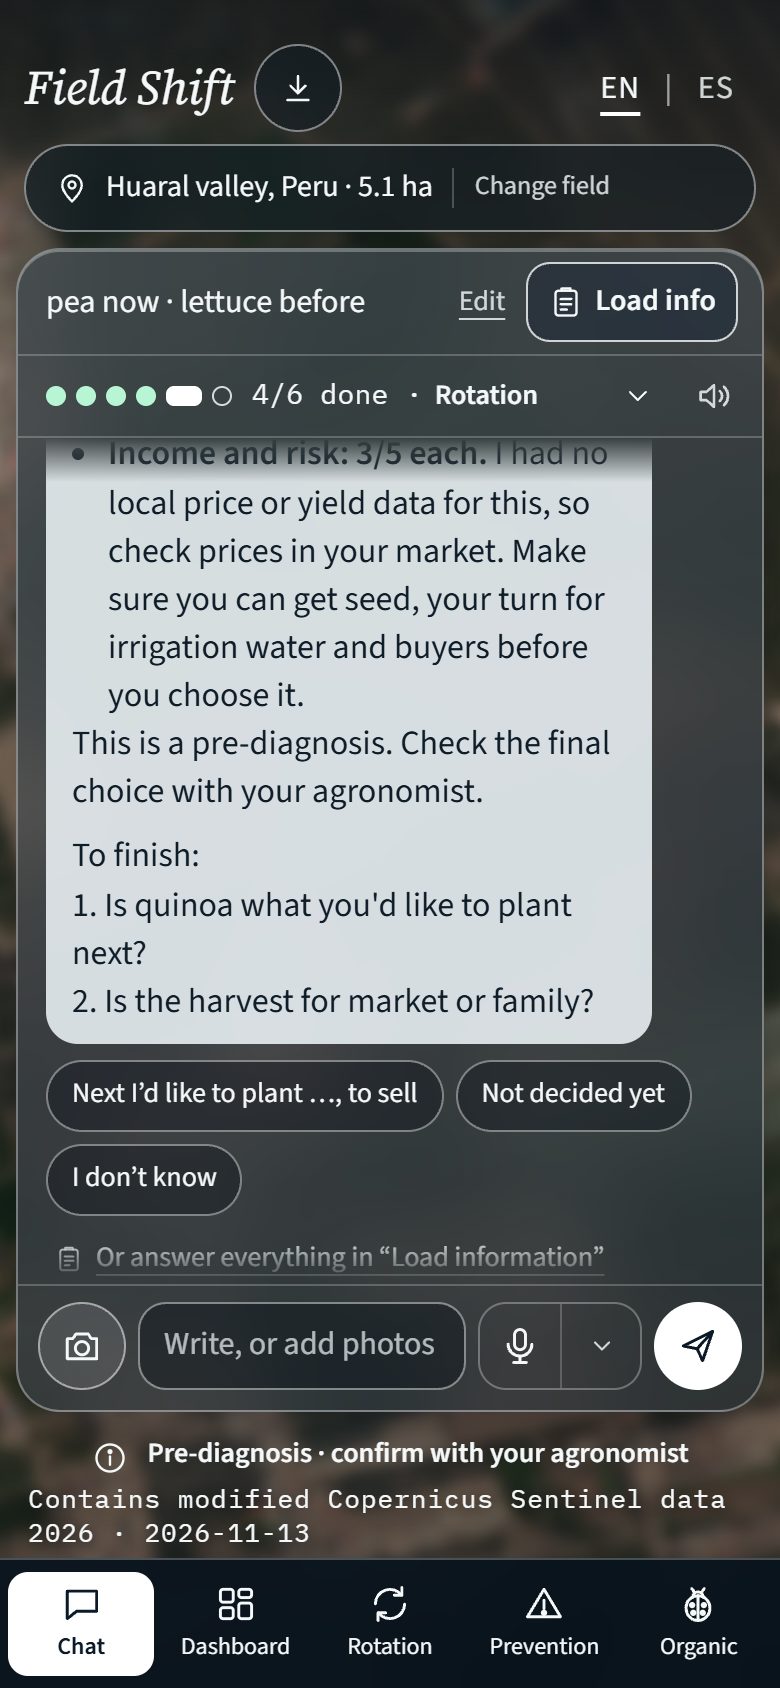 Field Shift
EN | ES
Huaral valley, Peru · 5.1 ha | Change field
pea now · lettuce before Edit Load info
4/6 done · Rotation
• Income and risk: 3/5 each. I had no
local price or yield data for this, so
check prices in your market. Make
sure you can get seed, your turn for
irrigation water and buyers before
you choose it.
This is a pre-diagnosis. Check the final
choice with your agronomist.
To finish:
1. Is quinoa what you'd like to plant
next?
2. Is the harvest for market or family?
Next I’d like to plant …, to sell
Not decided yet
I don’t know
Or answer everything in “Load information”
Write, or add photos
Pre-diagnosis · confirm with your agronomist
Contains modified Copernicus Sentinel data
2026 · 2026-11-13
Chat Dashboard Rotation Prevention Organic